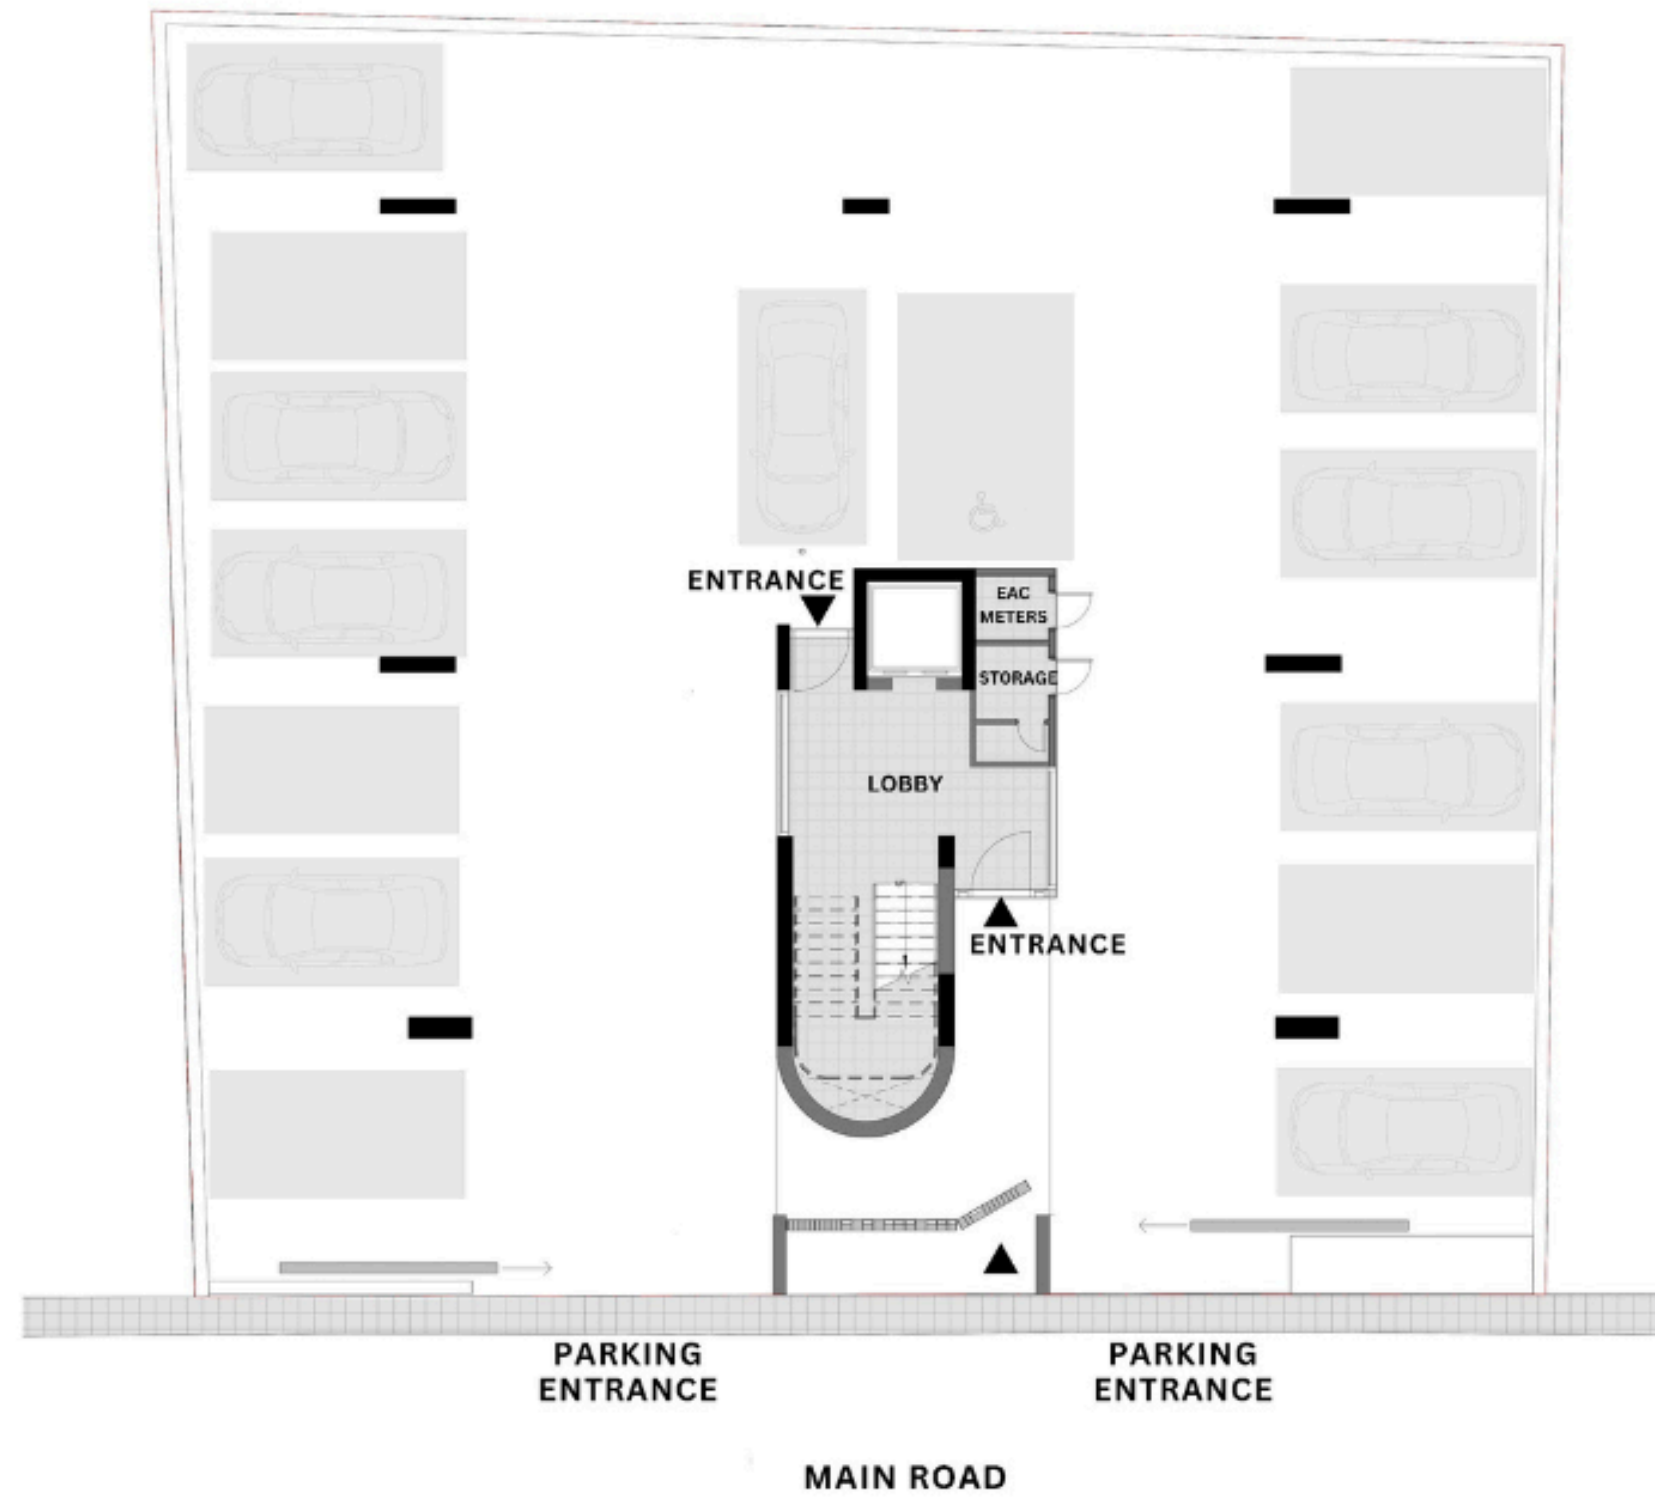 ENTRANCE
EAC
METERS
STORAGE
LOBBY
ENTRANCE
PARKING
ENTRANCE
PARKING
ENTRANCE
MAIN ROAD